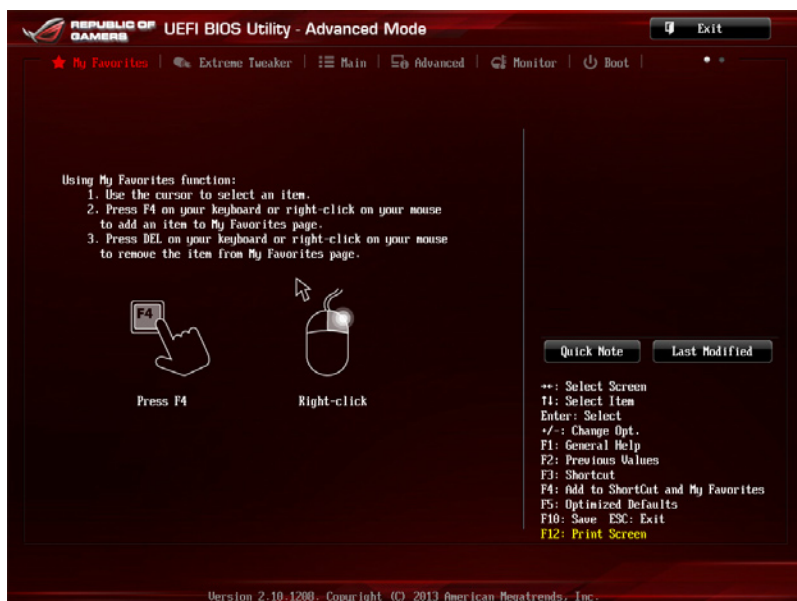 REPUBLIC OF GAMERS UEFI BIOS Utility - Advanced Mode
Exit
My Favorites Extreme Tweaker Main Advanced Monitor Boot
Using My Favorites function:
1. Use the cursor to select an item.
2. Press F4 on your keyboard or right-click on your mouse
to add an item to My Favorites page.
3. Press DEL on your keyboard or right-click on your mouse
to remove the item from My Favorites page.
F4
Press F4
Right-click
Quick Note
Last Modified
→←: Select Screen
↑↓: Select Item
Enter: Select
+/-: Change Opt.
F1: General Help
F2: Previous Values
F3: Shortcut
F4: Add to ShortCut and My Favorites
F5: Optimized Defaults
F10: Save ESC: Exit
F12: Print Screen
Version 2.10.1208. Copyright (C) 2013 American Megatrends, Inc.